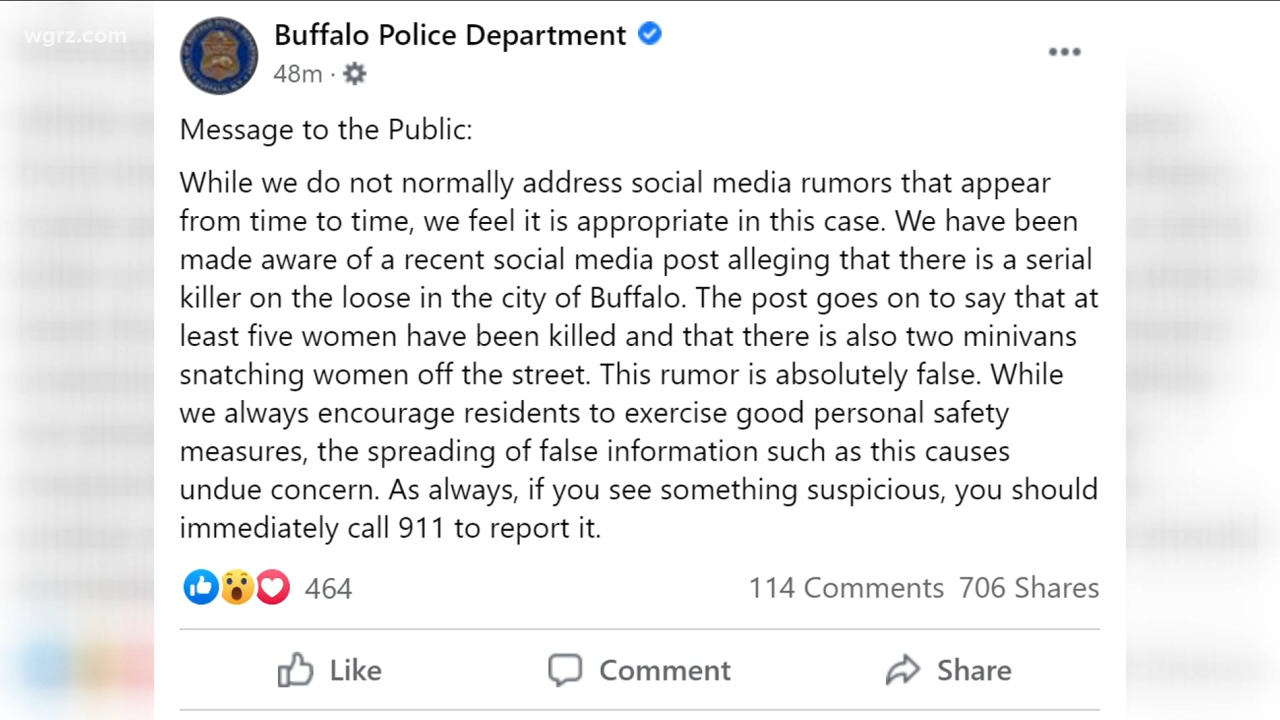 wgrz.com
Buffalo Police Department
48m ·
Message to the Public:
While we do not normally address social media rumors that appear
from time to time, we feel it is appropriate in this case. We have been
made aware of a recent social media post alleging that there is a serial
killer on the loose in the city of Buffalo. The post goes on to say that at
least five women have been killed and that there is also two minivans
snatching women off the street. This rumor is absolutely false. While
we always encourage residents to exercise good personal safety
measures, the spreading of false information such as this causes
undue concern. As always, if you see something suspicious, you should
immediately call 911 to report it.
464 114 Comments 706 Shares
Like Comment Share